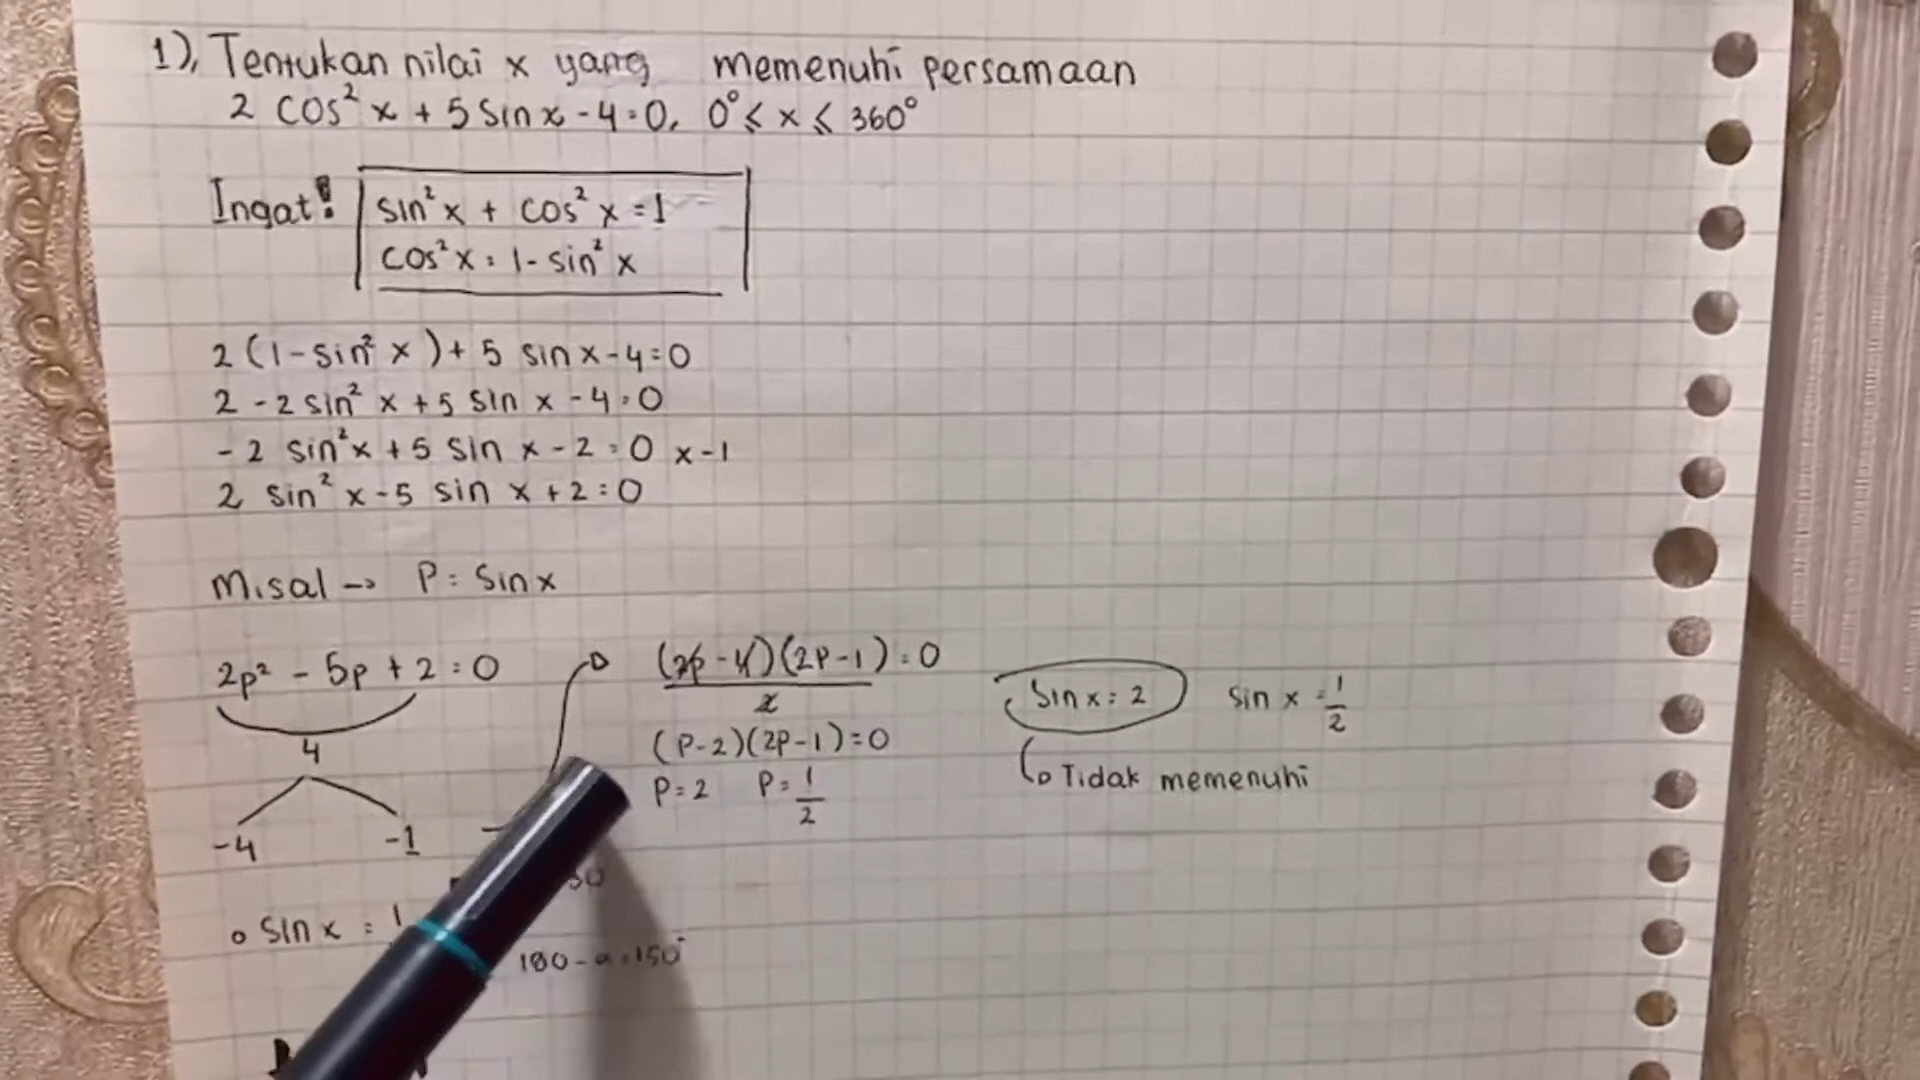 1), Tentukan nilai x yang memenuhi persamaan
2 cos² x + 5 sin x - 4 = 0, 0° ≤ x ≤ 360°
Ingat! sin² x + cos² x = 1
cos² x = 1 - sin² x
2 (1 - sin² x) + 5 sin x - 4 = 0
2 - 2 sin² x + 5 sin x - 4 = 0
- 2 sin² x + 5 sin x - 2 = 0 x -1
2 sin² x - 5 sin x + 2 = 0
Misal → P = sin x
2p² - 5p + 2 = 0
4
-4 -1
(2p - 4)(2p - 1) = 0
2
(p - 2)(2p - 1) = 0
P = 2 P = 1/2
sin x = 2 sin x = 1/2
Tidak memenuhi
sin x = 1
180 - a = 150°